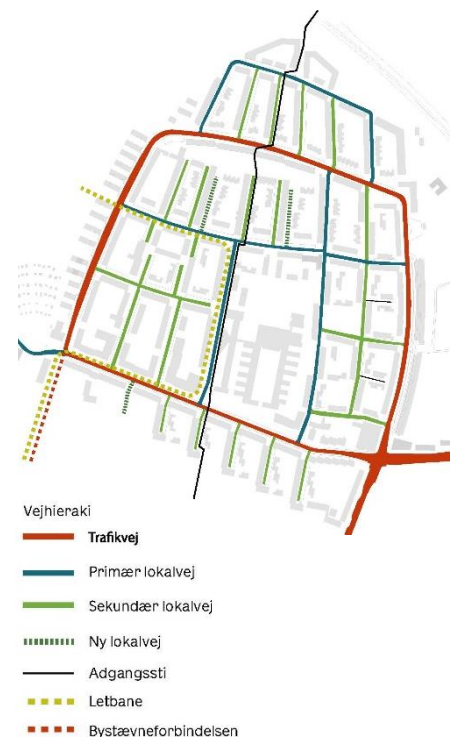 Vejhieraki
Trafikvej
Primær lokalvej
Sekundær lokalvej
Ny lokalvej
Adgangssti
Letbane
Bystævneforbindelsen